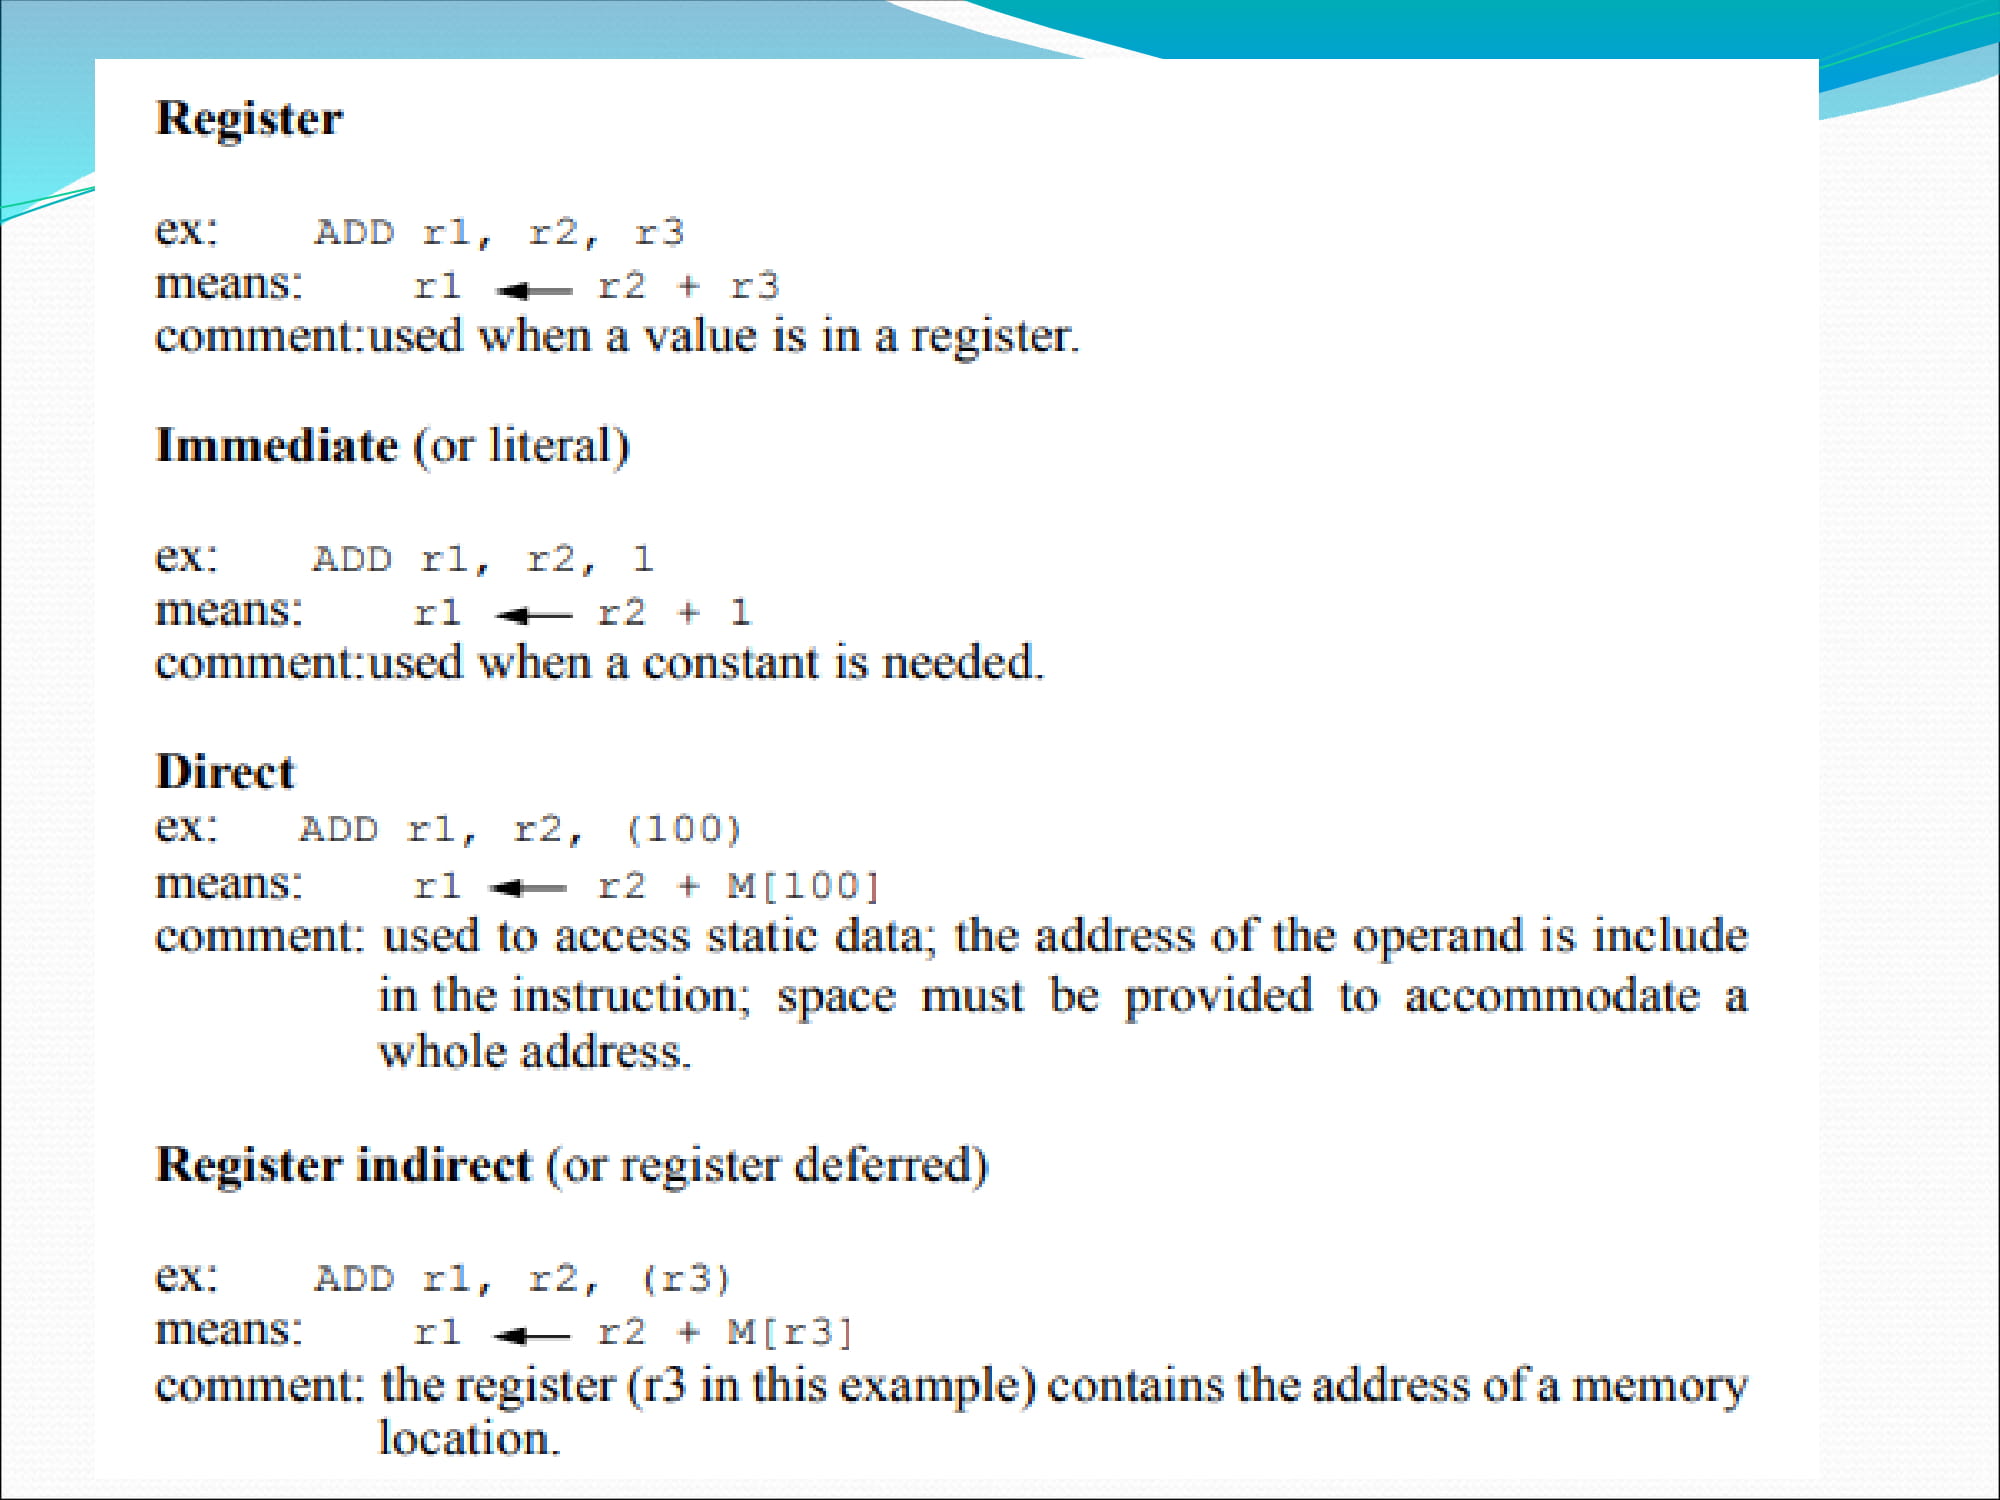 Register
ex: ADD r1, r2, r3
means: r1 ← r2 + r3
comment:used when a value is in a register.
Immediate (or literal)
ex: ADD r1, r2, 1
means: r1 ← r2 + 1
comment:used when a constant is needed.
Direct
ex: ADD r1, r2, (100)
means: r1 ← r2 + M[100]
comment: used to access static data; the address of the operand is include
in the instruction; space must be provided to accommodate a
whole address.
Register indirect (or register deferred)
ex: ADD r1, r2, (r3)
means: r1 ← r2 + M[r3]
comment: the register (r3 in this example) contains the address of a memory
location.